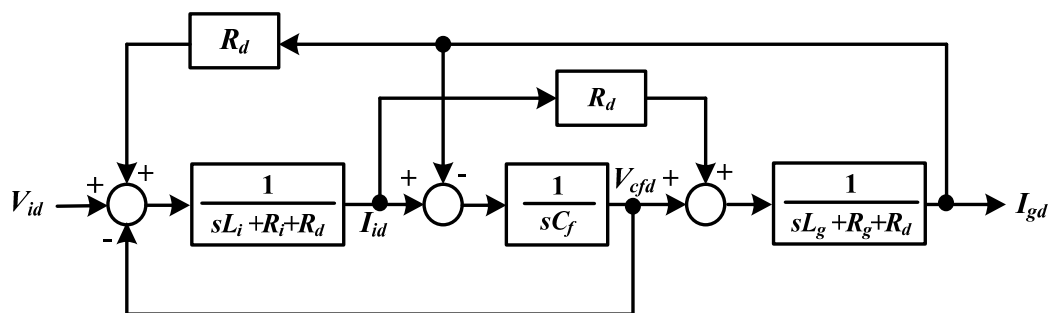 R_d
R_d
+
+
-
V_id
+
-
1
sL_i +R_i+R_d
I_id
+
-
1
sC_f
V_cfd
+
+
1
sL_g +R_g+R_d
I_gd